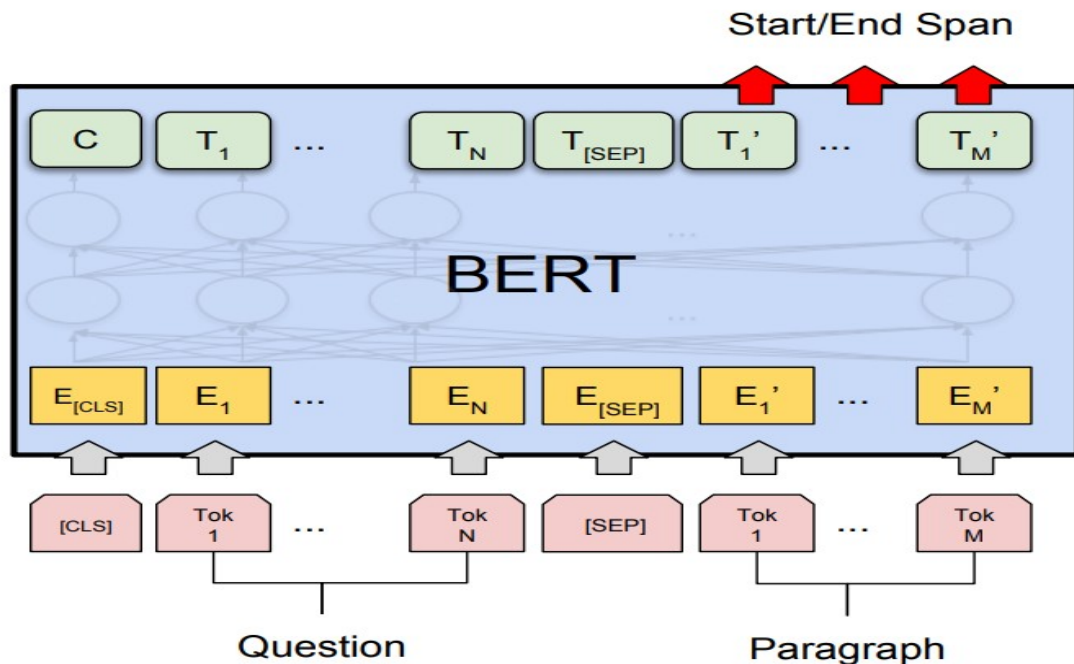 Start/End Span
C T1 ... TN T[SEP] T1' ... TM'
...
BERT
...
E[CLS] E1 ... EN E[SEP] E1' ... EM'
[CLS] Tok 1 ... Tok N [SEP] Tok 1 ... Tok M
Question Paragraph